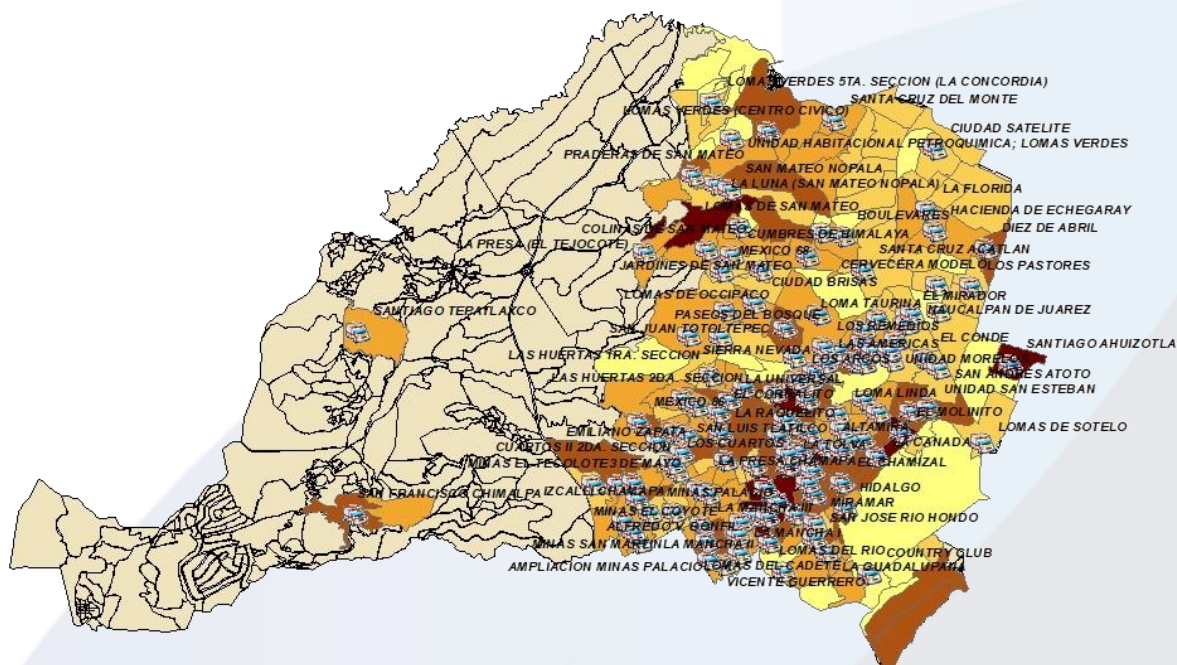 LOMAS VERDES 5TA. SECCION (LA CONCORDIA)
SANTA CRUZ DEL MONTE
LOMAS VERDES (CENTRO CIVICO)
CIUDAD SATELITE
UNIDAD HABITACIONAL PETROQUIMICA; LOMAS VERDES
PRADERAS DE SAN MATEO
SAN MATEO NOPALA
LA LUNA (SAN MATEO NOPALA)
LA FLORIDA
LOMAS DE SAN MATEO
BOULEVARES
HACIENDA DE ECHEGARAY
COLINAS DE SAN MATEO
CUMBRES DE HIMALAYA
DIEZ DE ABRIL
LA PRESA (EL TEJOCOTE)
MEXICO 68
SANTA CRUZ ACATLAN
JARDINES DE SAN MATEO
CERVECERA MODELO
LOS PASTORES
CIUDAD BRISAS
LOMAS DE OCCIPACO
LOMA TAURINA
EL MIRADOR
SANTIAGO TEPATLAXCO
PASEOS DEL BOSQUE
NAUCALPAN DE JUAREZ
SAN JUAN TOTOLTEPEC
LOS REMEDIOS
LAS AMERICAS
EL CONDE
SANTIAGO AHUIZOTLA
LAS HUERTAS 1RA. SECCION
SIERRA NEVADA
LOS ARCOS
UNIDAD MORELOS
SAN ANDRES ATOTO
LAS HUERTAS 2DA. SECCION
LA UNIVERSAL
UNIDAD SAN ESTEBAN
EL CORRALITO
LOMA LINDA
MEXICO 86
LA RAQUELITO
EL MOLINITO
EMILIANO ZAPATA
SAN LUIS TLATILCO
ALTAMIRA
LOMAS DE SOTELO
CUARTOS II 2DA. SECCION
LOS CUARTOS
LA TOLVA
LA CAÑADA
MINAS EL TECOLOTE
3 DE MAYO
LA PRESA CHAMAPA
EL CHAMIZAL
SAN FRANCISCO CHIMALPA
IZCALLI CHAMAPA
MINAS PALACIO
HIDALGO
MINAS EL COYOTE
LA MANCHA III
MIRAMAR
ALFREDO V. BONFIL
LA MANCHA I
SAN JOSE RIO HONDO
MINAS SAN MARTIN
LA MANCHA II
LOMAS DEL RIO
COUNTRY CLUB
AMPLIACION MINAS PALACIO
LOMAS DEL CADETE
LA GUADALUPANA
VICENTE GUERRERO